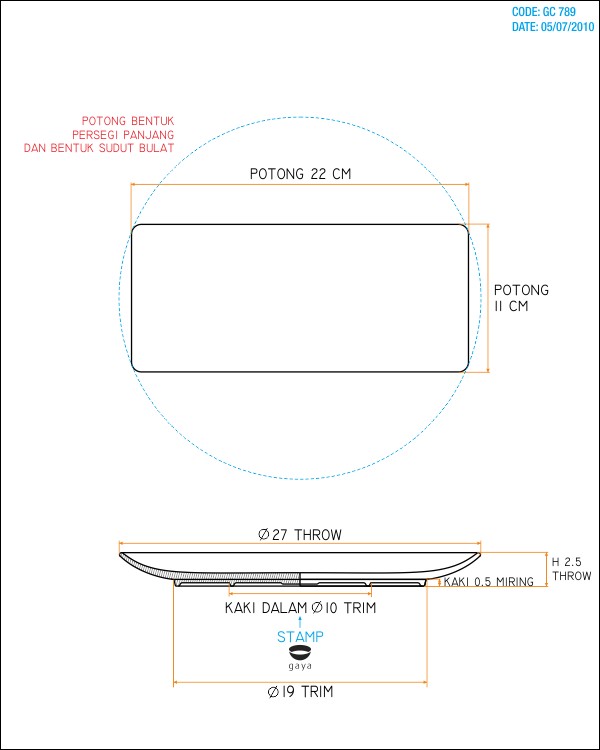 CODE: GC 789
DATE: 05/07/2010
POTONG BENTUK
PERSEGI PANJANG
DAN BENTUK SUDUT BULAT
POTONG 22 CM
POTONG
11 CM
Ø27 THROW
H 2.5
THROW
KAKI 0.5 MIRING
KAKI DALAM Ø10 TRIM
STAMP
gaya
Ø19 TRIM